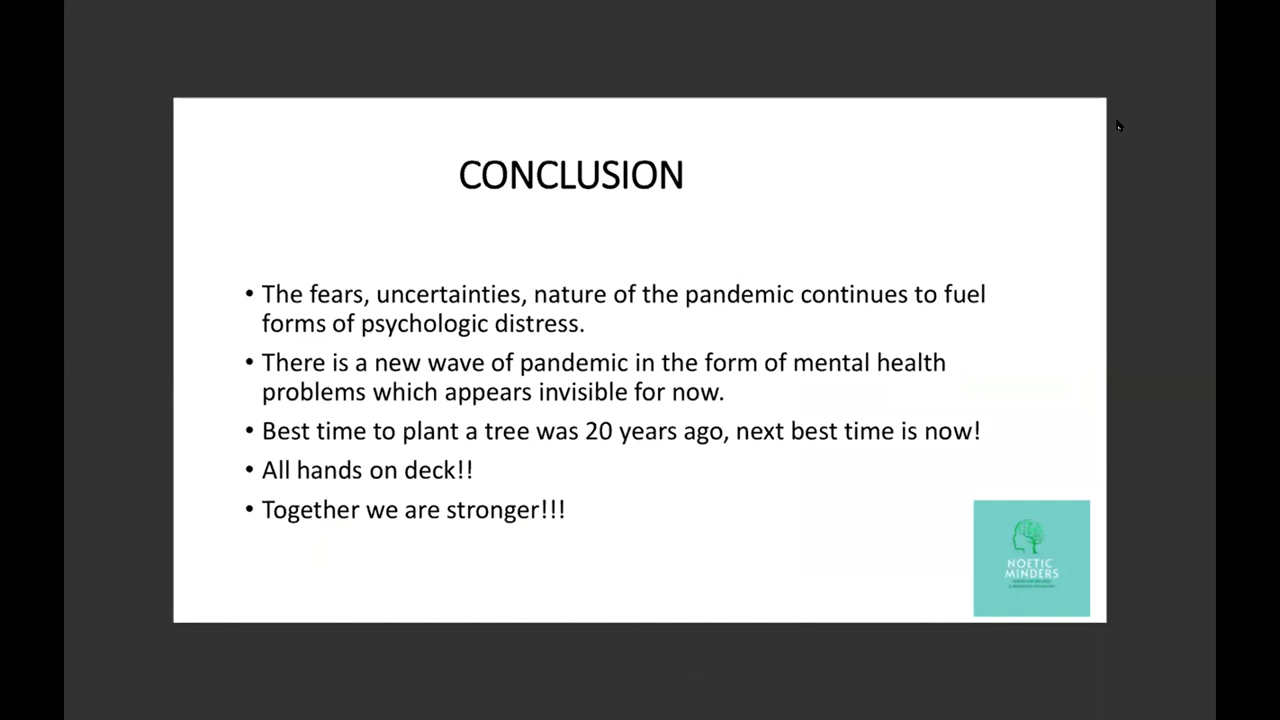 CONCLUSION
• The fears, uncertainties, nature of the pandemic continues to fuel
forms of psychologic distress.
• There is a new wave of pandemic in the form of mental health
problems which appears invisible for now.
• Best time to plant a tree was 20 years ago, next best time is now!
• All hands on deck!!
• Together we are stronger!!!
NOETIC
MINDERS